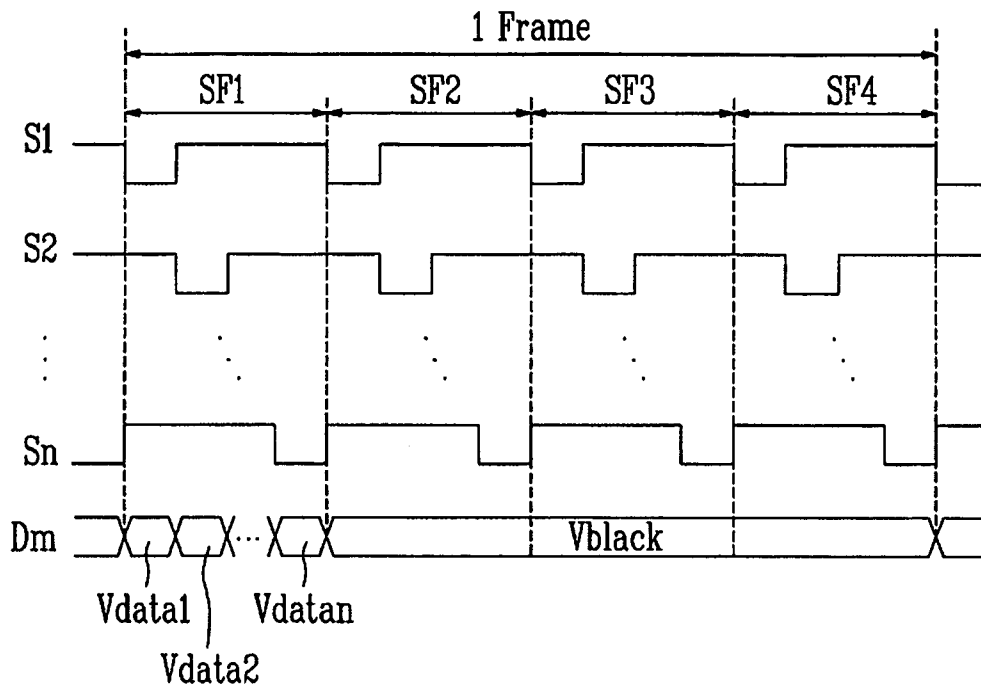 1 Frame
SF1 SF2 SF3 SF4
S1
S2
Sn
Dm ... Vblack
Vdata1 Vdatan
Vdata2